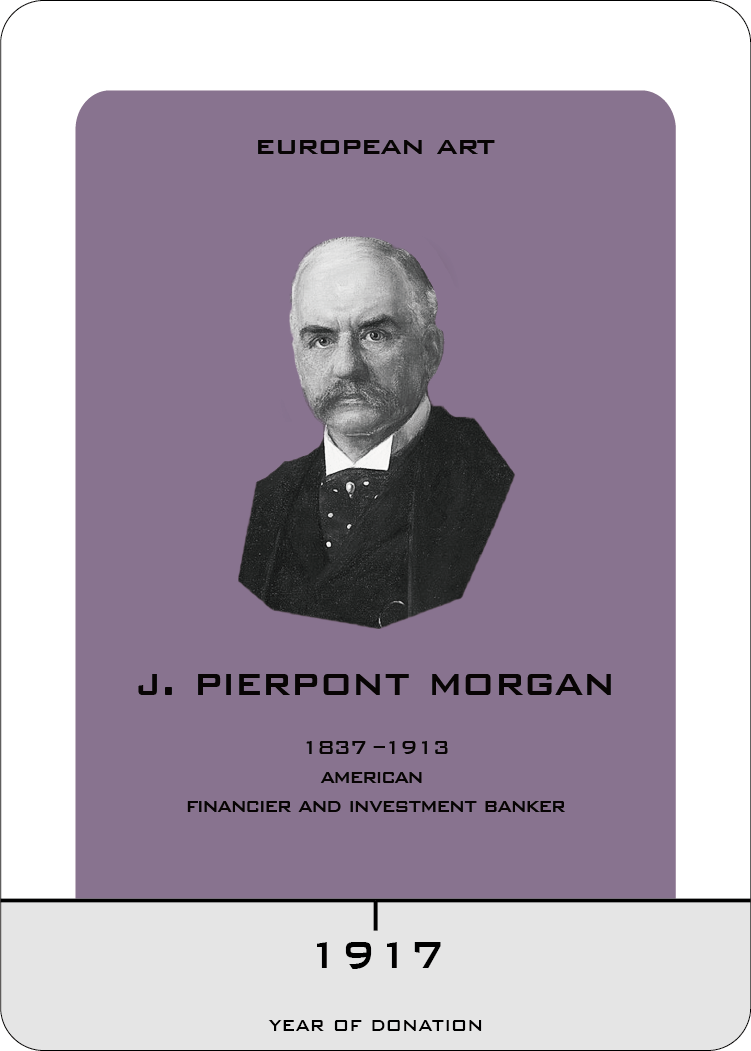 EUROPEAN ART
J. PIERPONT MORGAN
1837–1913
AMERICAN
FINANCIER AND INVESTMENT BANKER
1917
YEAR OF DONATION